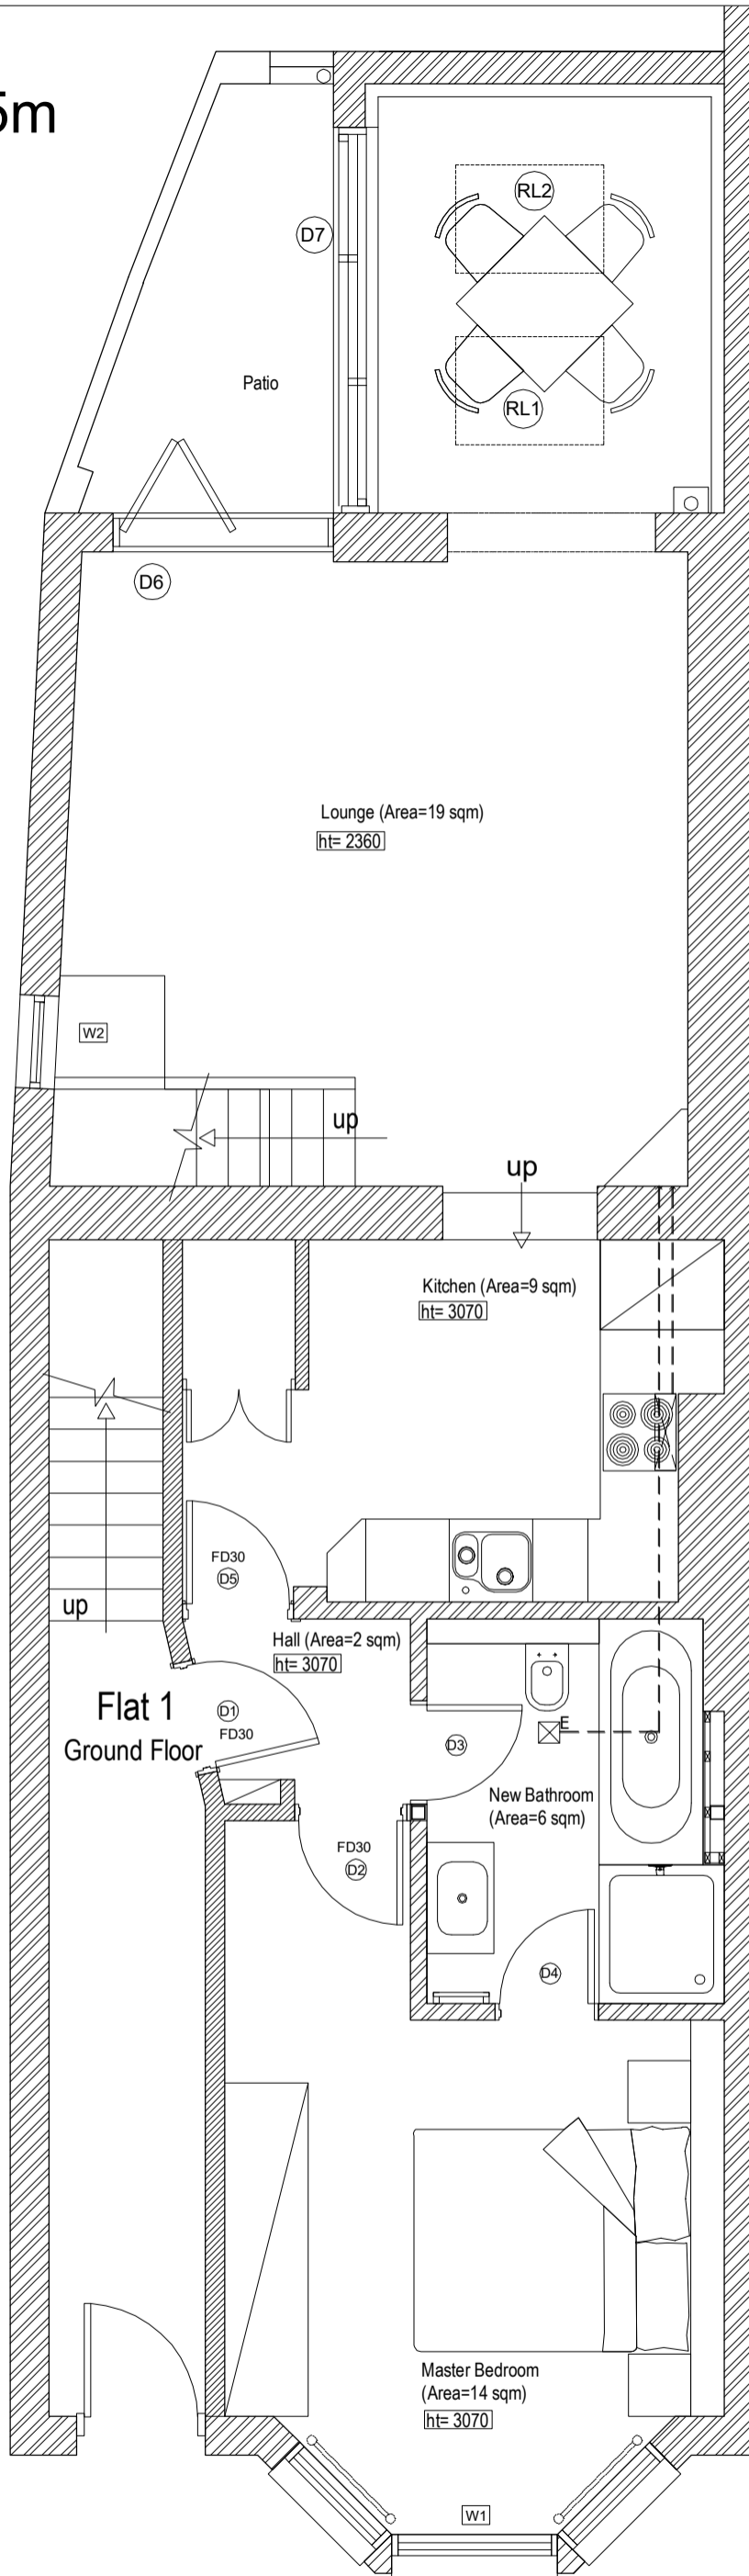 5m
RL2
D7
Patio
RL1
D6
Lounge (Area=19 sqm)
ht= 2360
W2
up
up
Kitchen (Area=9 sqm)
ht= 3070
FD30
D5
up
Hall (Area=2 sqm)
ht= 3070
Flat 1
Ground Floor
D1
FD30
E
D3
New Bathroom
(Area=6 sqm)
FD30
D2
D4
Master Bedroom
(Area=14 sqm)
ht= 3070
W1